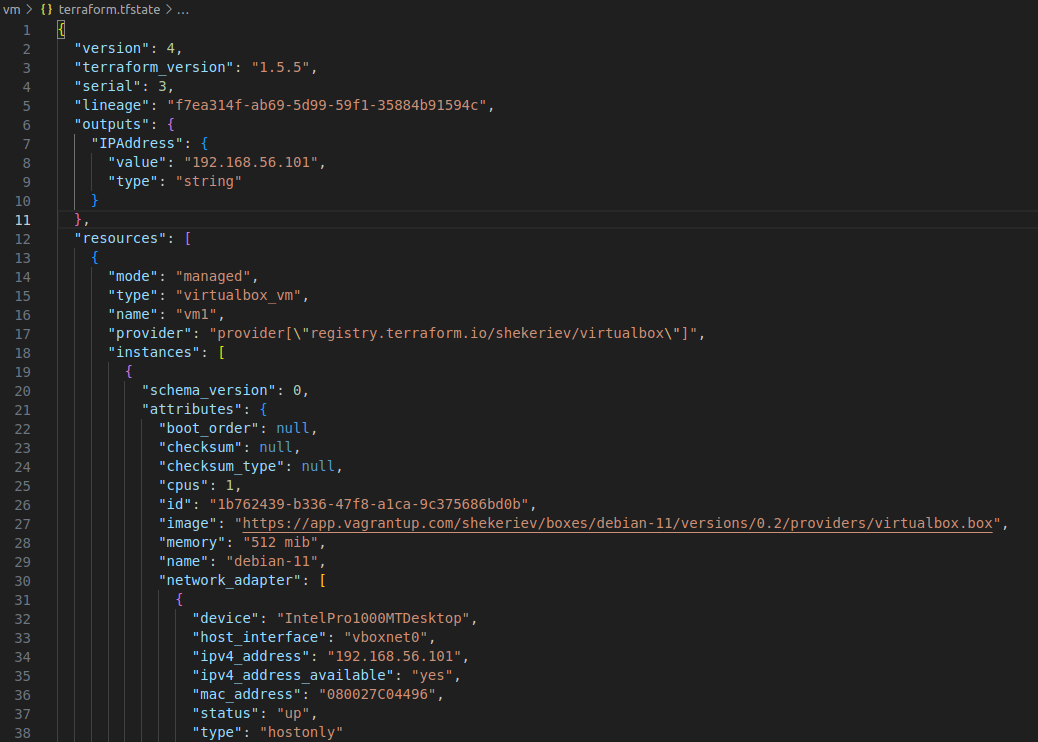 vm > {} terraform.tfstate > ...
1 {
2 "version": 4,
3 "terraform_version": "1.5.5",
4 "serial": 3,
5 "lineage": "f7ea314f-ab69-5d99-59f1-35884b91594c",
6 "outputs": {
7 "IPAddress": {
8 "value": "192.168.56.101",
9 "type": "string"
10 }
11 },
12 "resources": [
13 {
14 "mode": "managed",
15 "type": "virtualbox_vm",
16 "name": "vm1",
17 "provider": "provider[\"registry.terraform.io/shekeriev/virtualbox\"]",
18 "instances": [
19 {
20 "schema_version": 0,
21 "attributes": {
22 "boot_order": null,
23 "checksum": null,
24 "checksum_type": null,
25 "cpus": 1,
26 "id": "1b762439-b336-47f8-a1ca-9c375686bd0b",
27 "image": "https://app.vagrantup.com/shekeriev/boxes/debian-11/versions/0.2/providers/virtualbox.box",
28 "memory": "512 mib",
29 "name": "debian-11",
30 "network_adapter": [
31 {
32 "device": "IntelPro1000MTDesktop",
33 "host_interface": "vboxnet0",
34 "ipv4_address": "192.168.56.101",
35 "ipv4_address_available": "yes",
36 "mac_address": "080027C04496",
37 "status": "up",
38 "type": "hostonly"